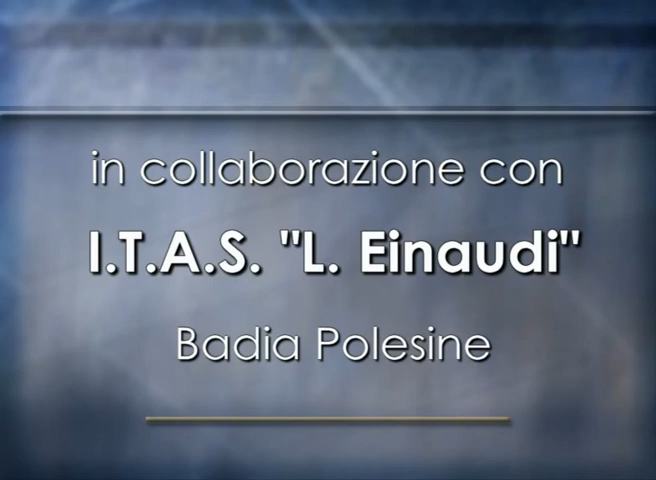 in collaborazione con
I.T.A.S. "L. Einaudi"
Badia Polesine